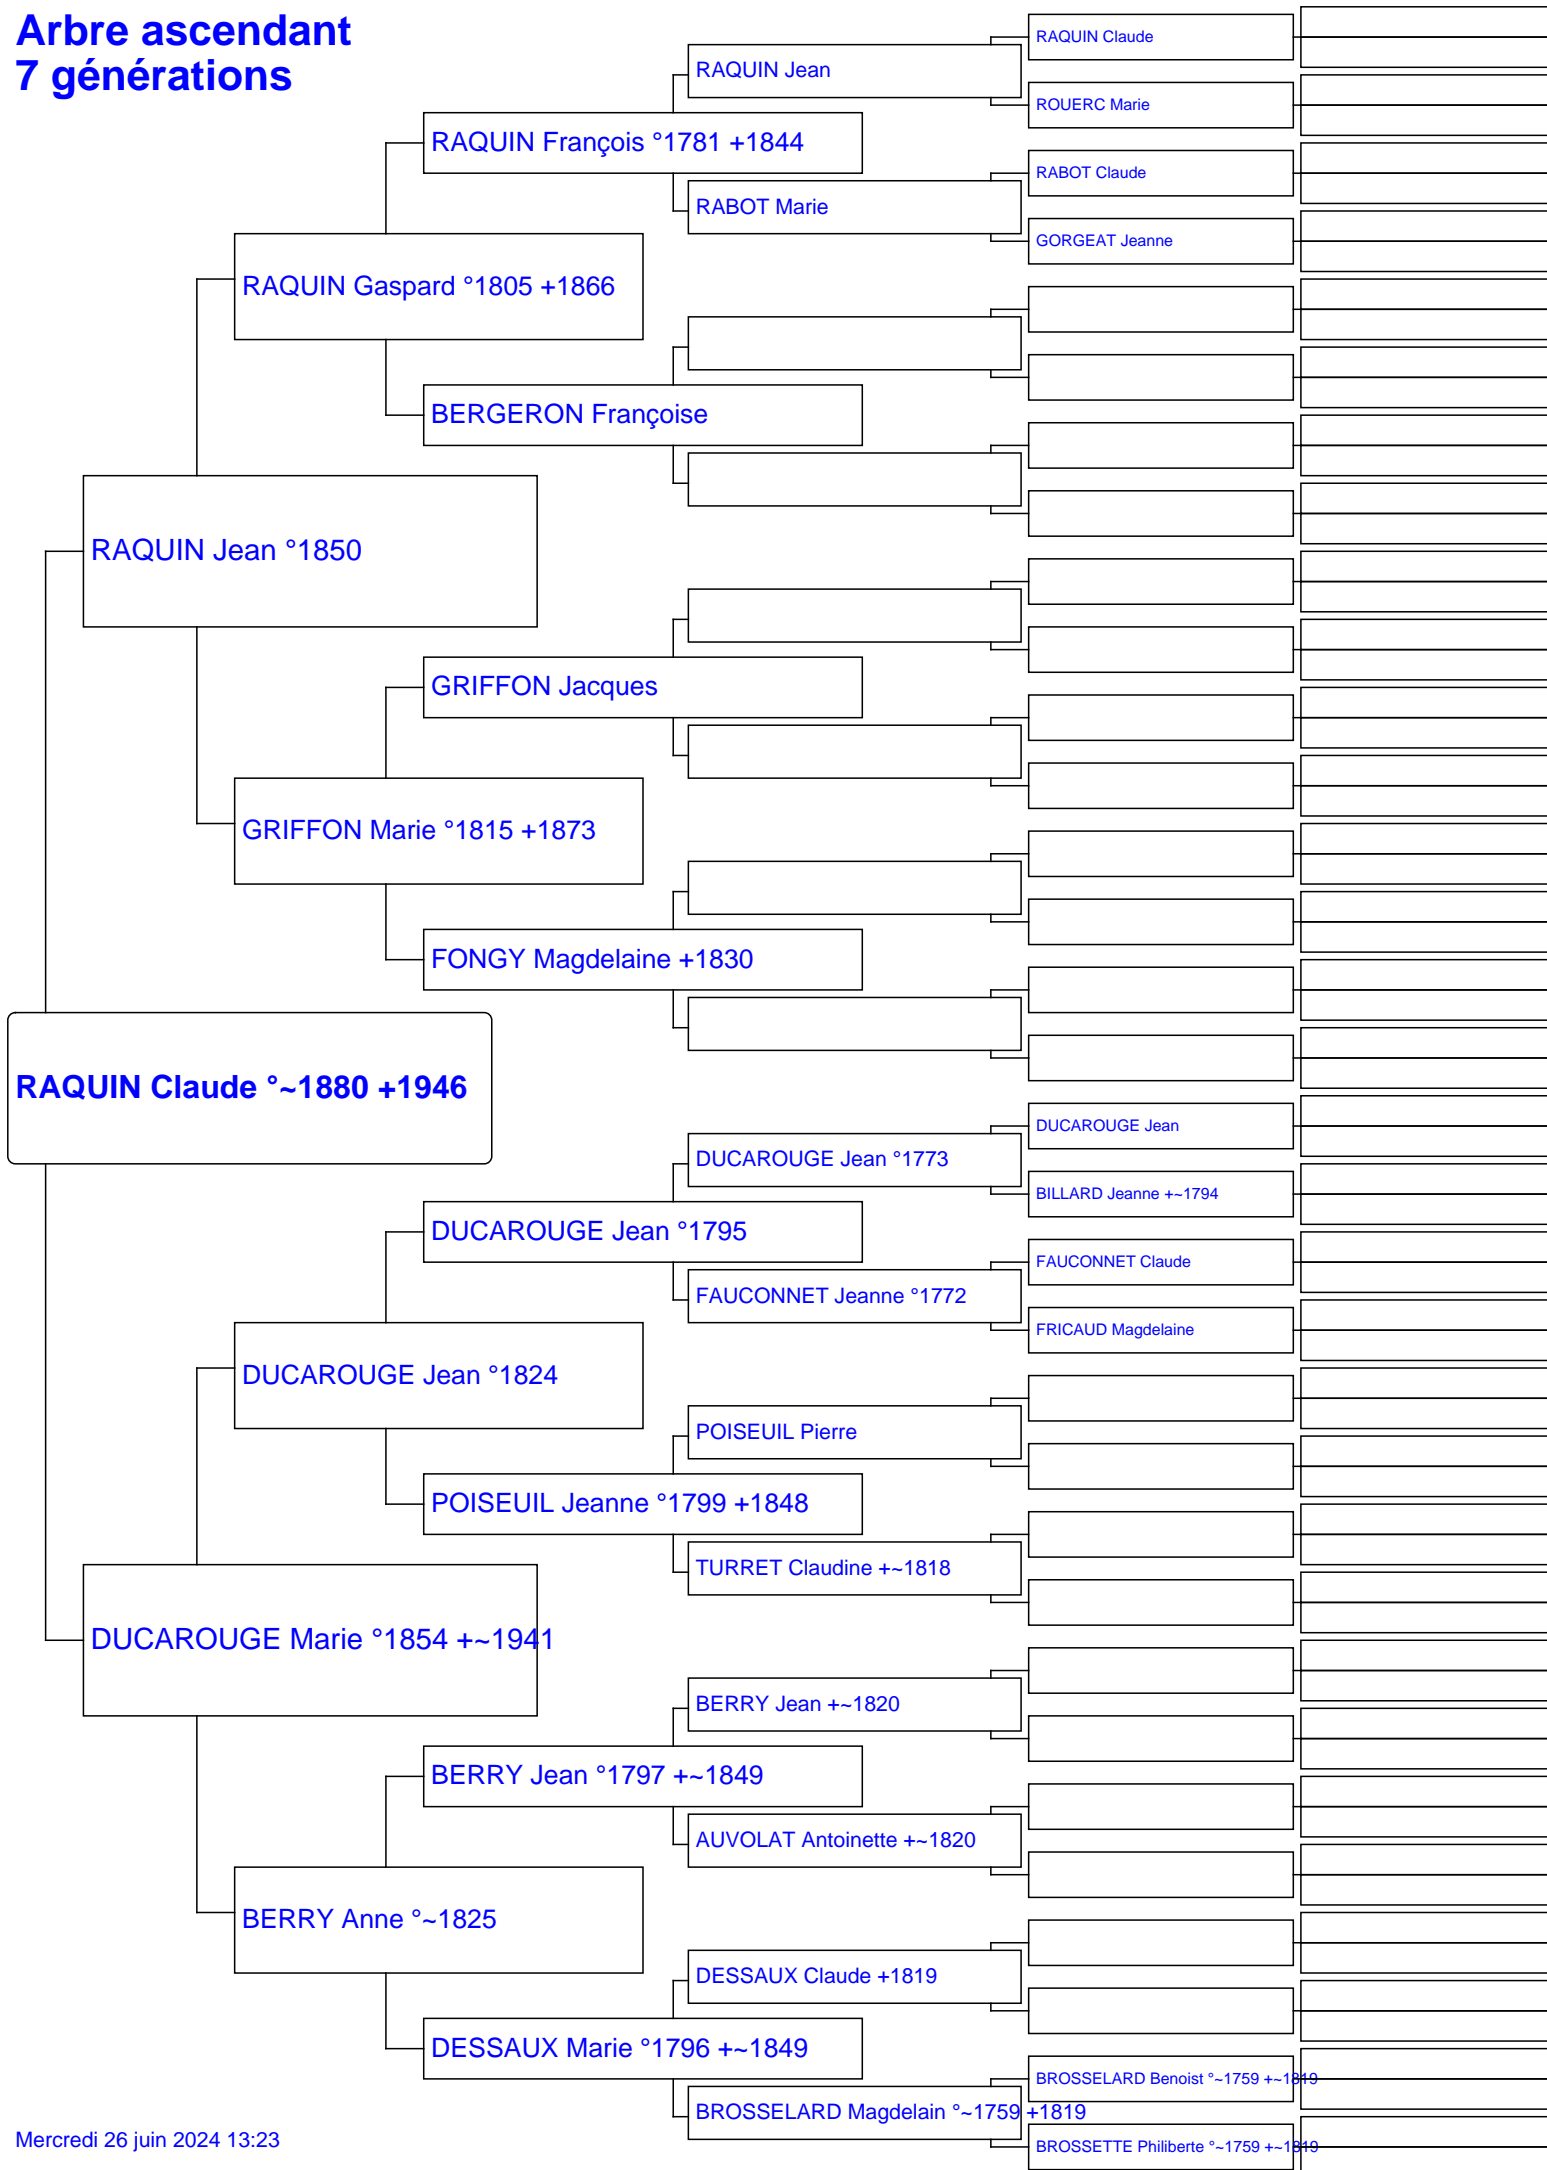 Arbre ascendant
7 générations
RAQUIN Claude
RAQUIN Jean
ROUERC Marie
RAQUIN François °1781 +1844
RABOT Claude
RABOT Marie
GORGEAT Jeanne
RAQUIN Gaspard °1805 +1866
BERGERON Françoise
RAQUIN Jean °1850
GRIFFON Jacques
GRIFFON Marie °1815 +1873
FONGY Magdelaine +1830
RAQUIN Claude °~1880 +1946
DUCAROUGE Jean
DUCAROUGE Jean °1773
BILLARD Jeanne +~1794
DUCAROUGE Jean °1795
FAUCONNET Claude
FAUCONNET Jeanne °1772
FRICAUD Magdelaine
DUCAROUGE Jean °1824
POISEUIL Pierre
POISEUIL Jeanne °1799 +1848
TURRET Claudine +~1818
DUCAROUGE Marie °1854 +~1941
BERRY Jean +~1820
BERRY Jean °1797 +~1849
AUVOLAT Antoinette +~1820
BERRY Anne °~1825
DESSAUX Claude +1819
DESSAUX Marie °1796 +~1849
BROSSELARD Benoist °~1759 +~1819
BROSSELARD Magdelain °~1759 +1819
BROSSETTE Philiberte °~1759 +~1819
Mercredi 26 juin 2024 13:23